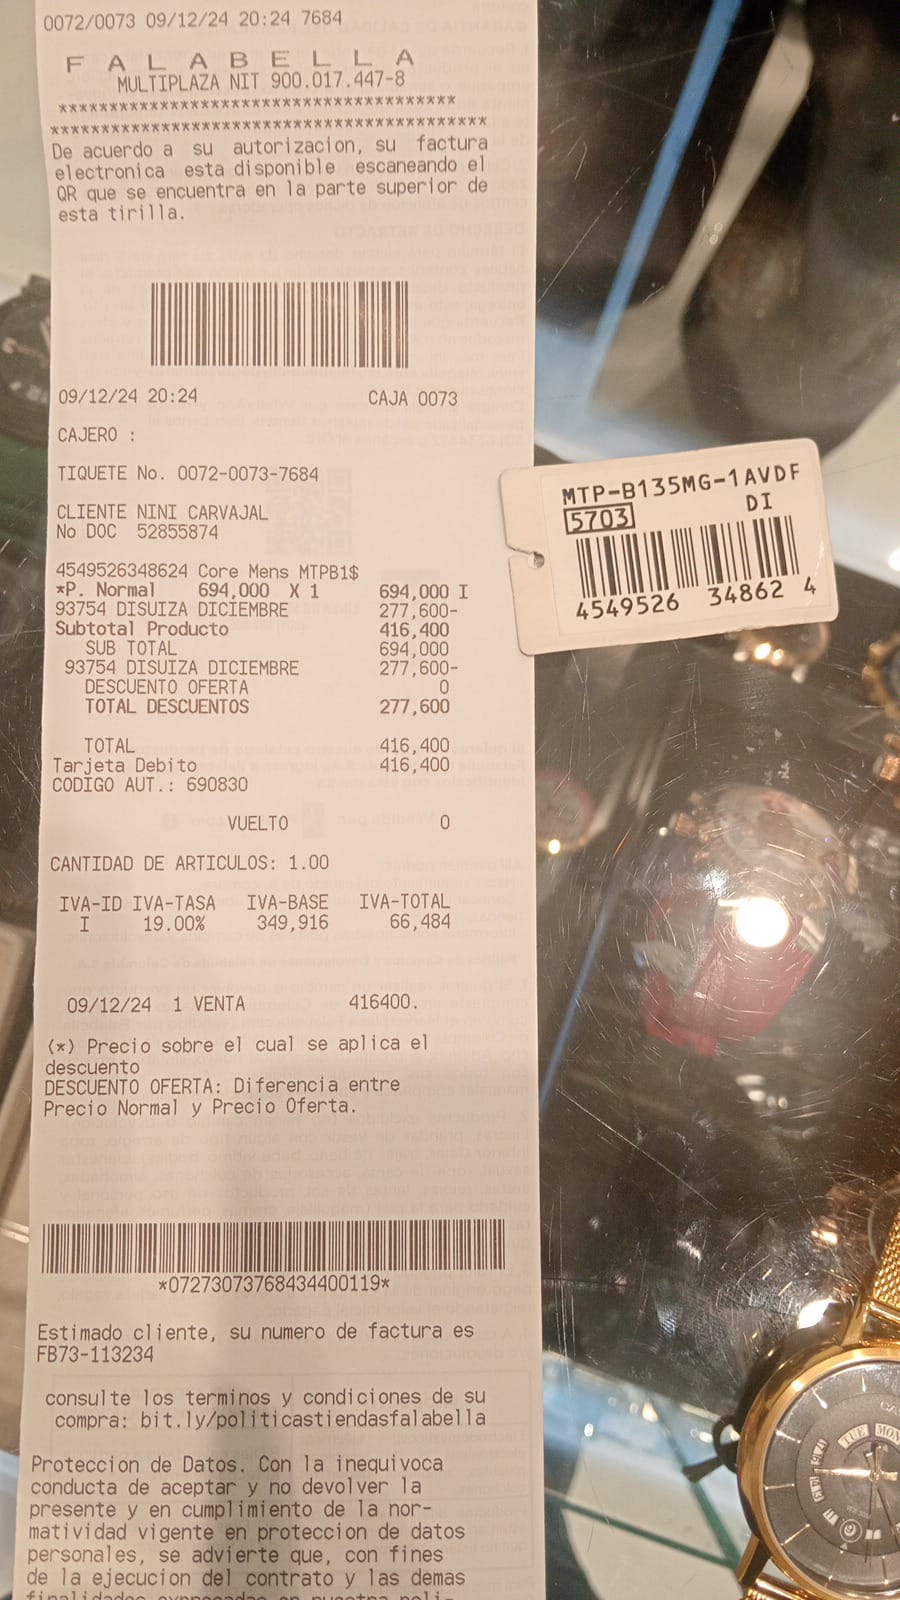 0072/0073 09/12/24 20:24 7684
F A L A B E L L A
MULTIPLAZA NIT 900.017.447-8
***************************************
*******************************************
De acuerdo a su autorizacion, su factura
electronica esta disponible escaneando el
QR que se encuentra en la parte superior de
esta tirilla.
09/12/24 20:24 CAJA 0073
CAJERO :
TIQUETE No. 0072-0073-7684
CLIENTE NINI CARVAJAL
No DOC 52855874
4549526348624 Core Mens MTPB1$
*P. Normal 694,000 X 1 694,000 I
93754 DISUIZA DICIEMBRE 277,600-
Subtotal Producto 416,400
SUB TOTAL 694,000
93754 DISUIZA DICIEMBRE 277,600-
DESCUENTO OFERTA 0
TOTAL DESCUENTOS 277,600
TOTAL 416,400
Tarjeta Debito 416,400
CODIGO AUT.: 690830
VUELTO 0
CANTIDAD DE ARTICULOS: 1.00
IVA-ID IVA-TASA IVA-BASE IVA-TOTAL
I 19.00% 349,916 66,484
09/12/24 1 VENTA 416400.
(*) Precio sobre el cual se aplica el
descuento
DESCUENTO OFERTA: Diferencia entre
Precio Normal y Precio Oferta.
*07273073768434400119*
Estimado cliente, su numero de factura es
FB73-113234
consulte los terminos y condiciones de su
compra: bit.ly/politicastiendasfalabella
Proteccion de Datos. Con la inequivoca
conducta de aceptar y no devolver la
presente y en cumplimiento de la nor-
matividad vigente en proteccion de datos
personales, se advierte que, con fines
de la ejecucion del contrato y las demas
MTP-B135MG-1AVDF
DI
5703
4549526 34862 4
TUE MON